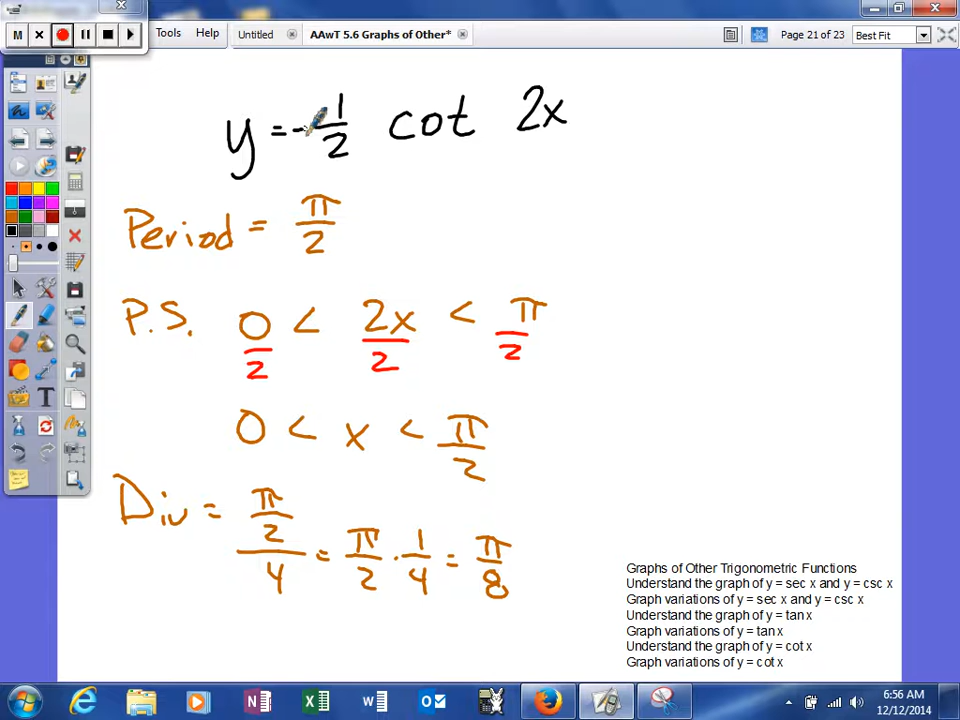 M
Tools Help Untitled AAwT 5.6 Graphs of Other* Page 21 of 23 Best Fit
y = -1/2 cot 2x
Period = π/2
P.S. 0/2 < 2x/2 < π/2
0 < x < π/2
Div = π/2/4 = π/2 · 1/4 = π/8
Graphs of Other Trigonometric Functions
Understand the graph of y = sec x and y = csc x
Graph variations of y = sec x and y = csc x
Understand the graph of y = tan x
Graph variations of y = tan x
Understand the graph of y = cot x
Graph variations of y = cot x
6:56 AM
12/12/2014